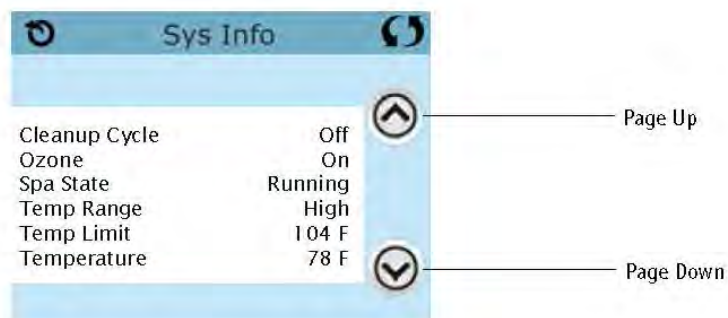 Sys Info
Page Up
Cleanup Cycle Off
Ozone On
Spa State Running
Temp Range High
Temp Limit 104 F
Temperature 78 F
Page Down